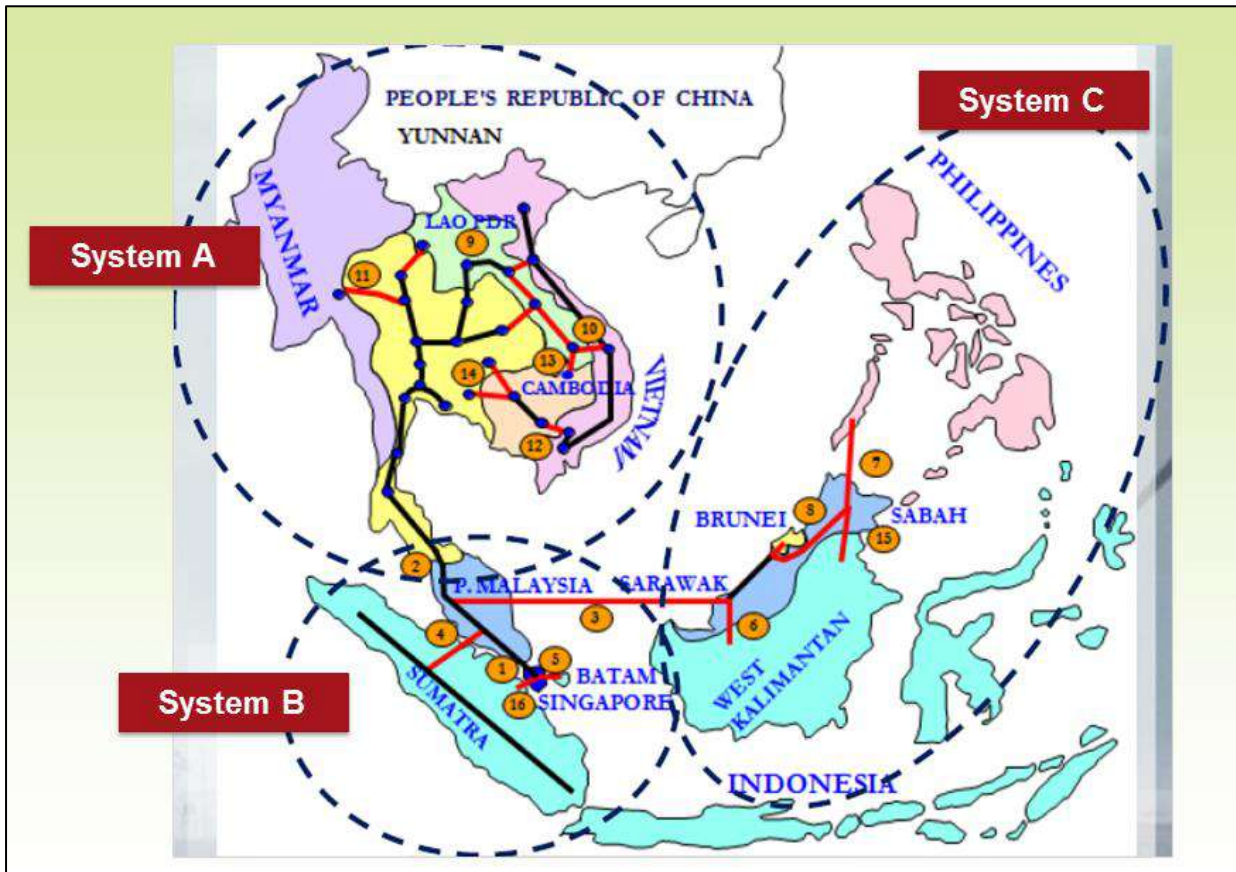 PEOPLE'S REPUBLIC OF CHINA
YUNNAN
System C
PHILIPPINES
MYANMAR
LAO PDR
9
System A
11
10
13
14
CAMBODIA
VIETNAM
12
7
8
BRUNEI
SABAH
15
2
P. MALAYSIA
SARAWAK
3
6
4
1
5
BATAM
SINGAPORE
16
WEST
KALIMANTAN
SUMATRA
System B
INDONESIA